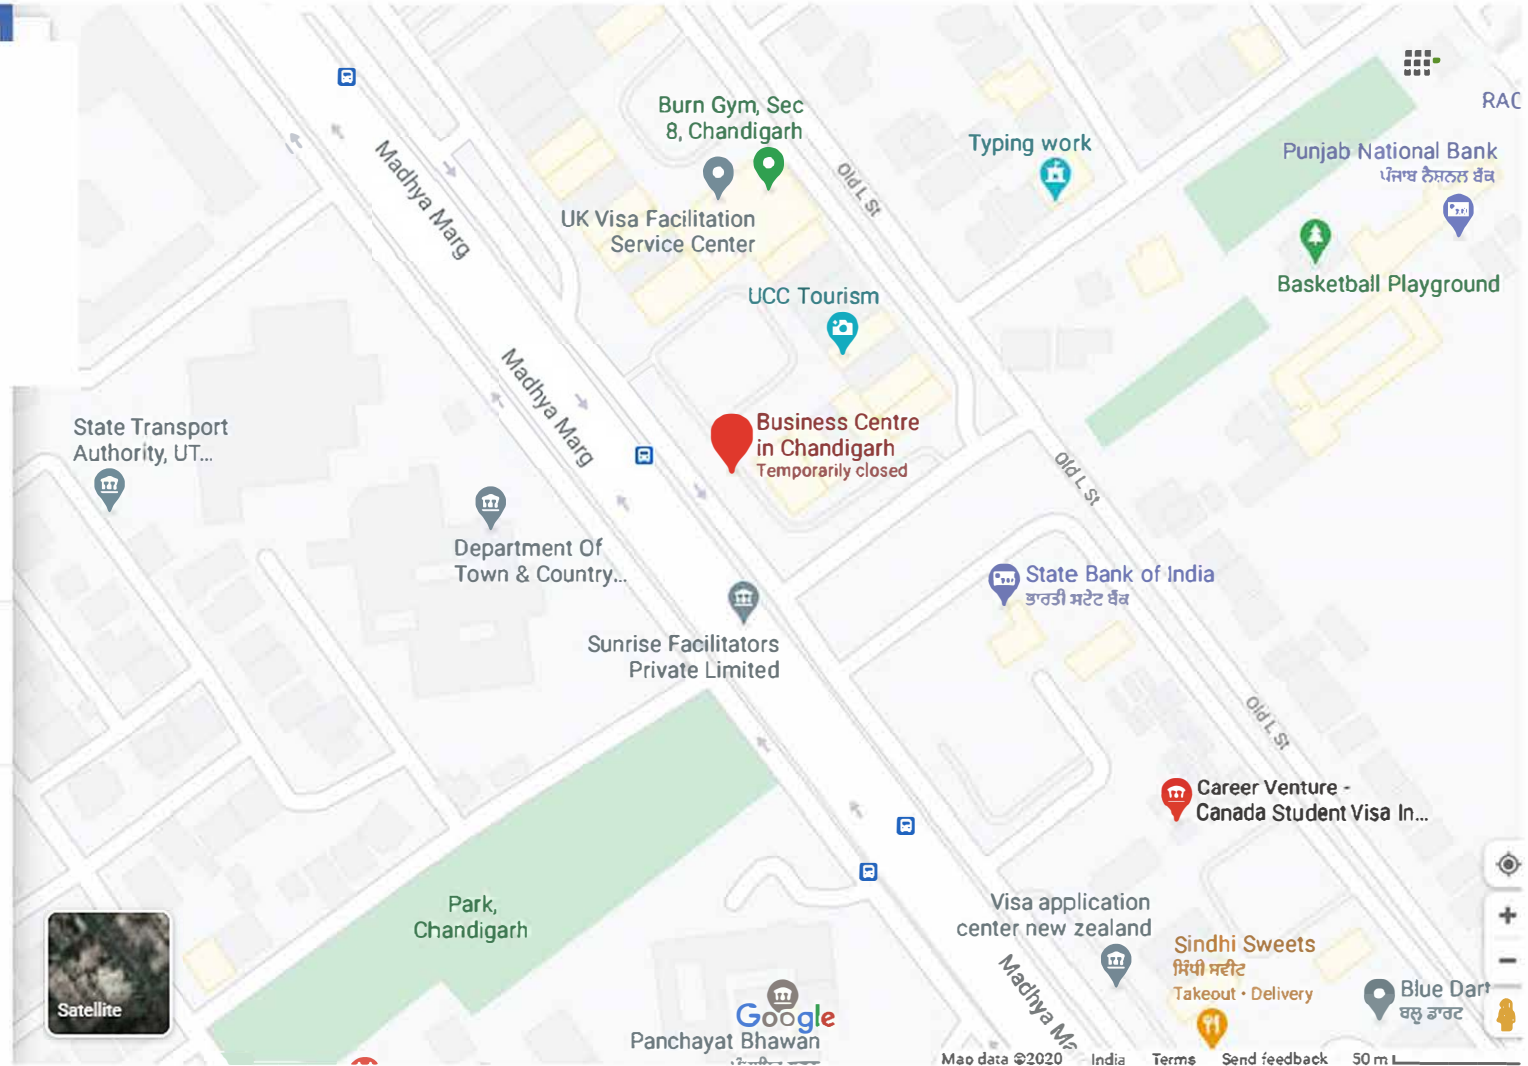 Burn Gym, Sec
8, Chandigarh
RAC
Typing work
Punjab National Bank
ਪੰਜਾਬ ਨੈਸ਼ਨਲ ਬੈਂਕ
Madhya Marg
Old L St
UK Visa Facilitation
Service Center
Basketball Playground
UCC Tourism
Madhya Marg
Business Centre
in Chandigarh
Temporarily closed
State Transport
Authority, UT...
Old L St
Department Of
Town & Country...
State Bank of India
ਭਾਰਤੀ ਸਟੇਟ ਬੈਂਕ
Sunrise Facilitators
Private Limited
Old L St
Career Venture -
Canada Student Visa In...
Park,
Chandigarh
Visa application
center new zealand
Sindhi Sweets
ਸਿੰਧੀ ਸਵੀਟ
Takeout • Delivery
Blue Dart
ਬਲੂ ਡਾਰਟ
Madhya Ma
Satellite
Google
Panchayat Bhawan
Map data ©2020 India Terms Send feedback 50 m